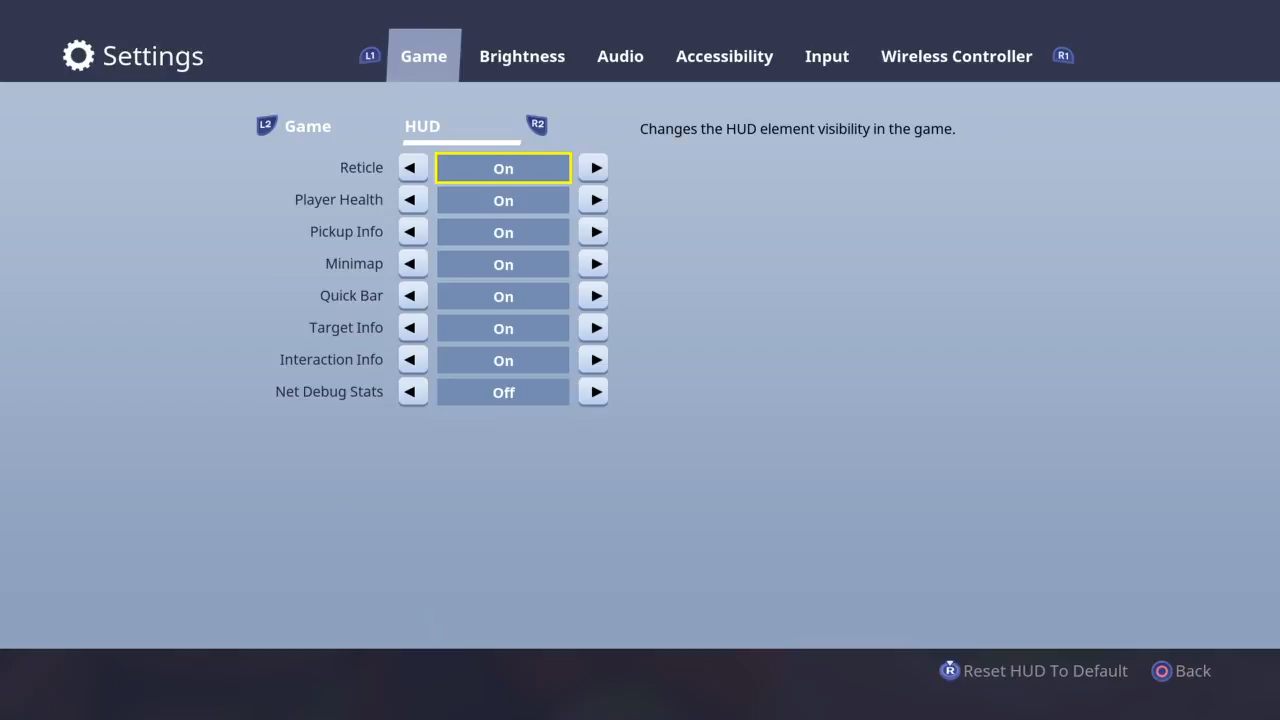 Settings
L1 Game Brightness Audio Accessibility Input Wireless Controller R1
L2 Game HUD R2
Changes the HUD element visibility in the game.
Reticle On
Player Health On
Pickup Info On
Minimap On
Quick Bar On
Target Info On
Interaction Info On
Net Debug Stats Off
R Reset HUD To Default Back